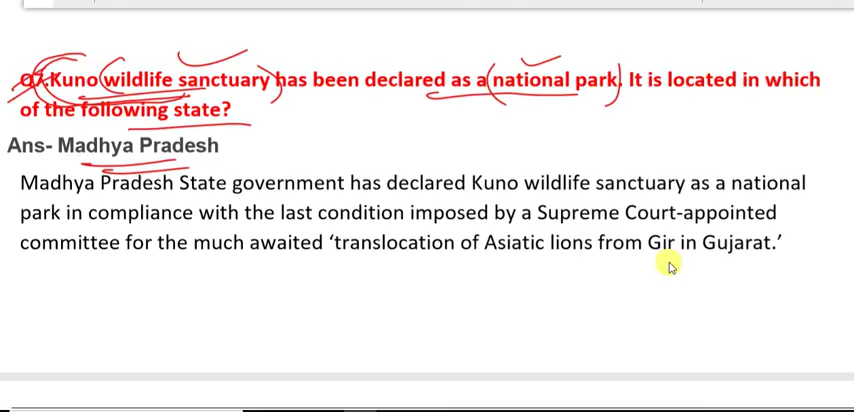 Q7.Kuno wildlife sanctuary has been declared as a national park. It is located in which
of the following state?
Ans- Madhya Pradesh
Madhya Pradesh State government has declared Kuno wildlife sanctuary as a national
park in compliance with the last condition imposed by a Supreme Court-appointed
committee for the much awaited ‘translocation of Asiatic lions from Gir in Gujarat.’